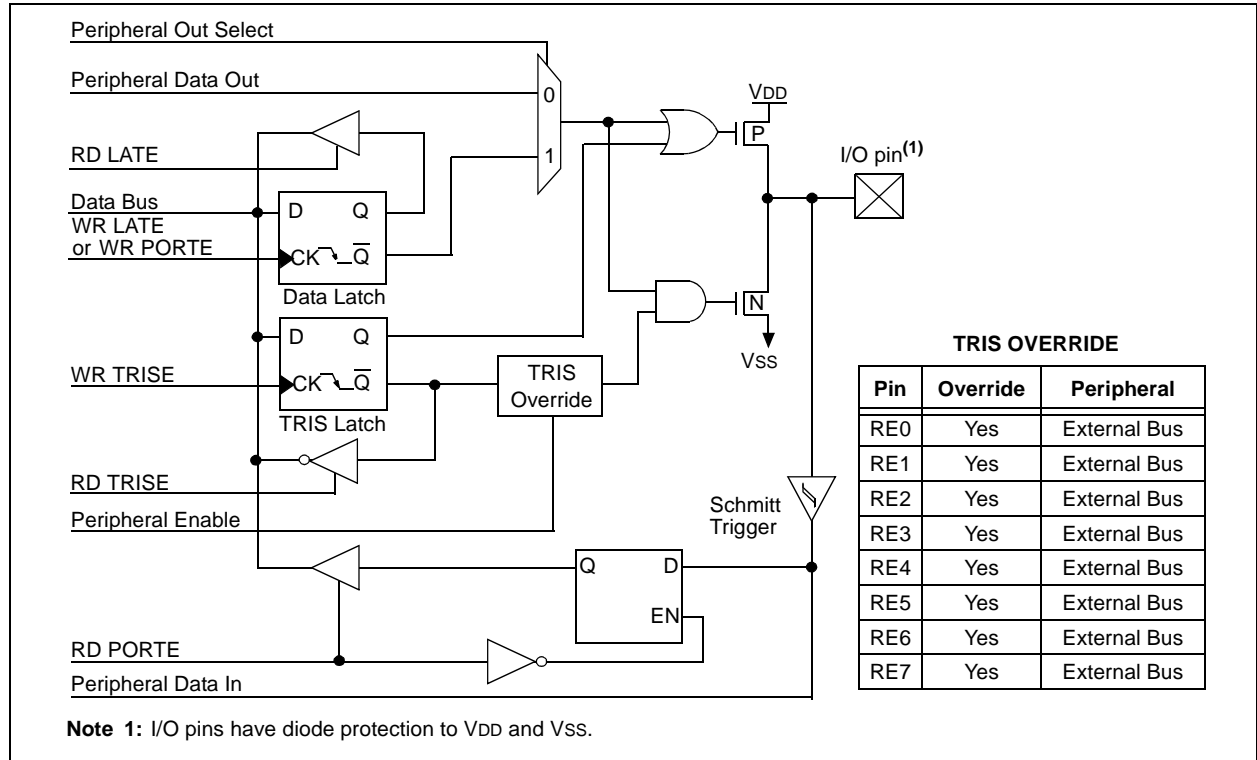 Peripheral Out Select
Peripheral Data Out
0
1
VDD
P
I/O pin(1)
RD LATE
Data Bus
WR LATE
or WR PORTE
D Q
CK Q
Data Latch
N
VSS
D Q
CK Q
TRIS Latch
WR TRISE
TRIS
Override
RD TRISE
Peripheral Enable
Schmitt
Trigger
Q D
EN
RD PORTE
Peripheral Data In
TRIS OVERRIDE
Pin Override Peripheral
RE0 Yes External Bus
RE1 Yes External Bus
RE2 Yes External Bus
RE3 Yes External Bus
RE4 Yes External Bus
RE5 Yes External Bus
RE6 Yes External Bus
RE7 Yes External Bus
Note 1: I/O pins have diode protection to VDD and VSS.